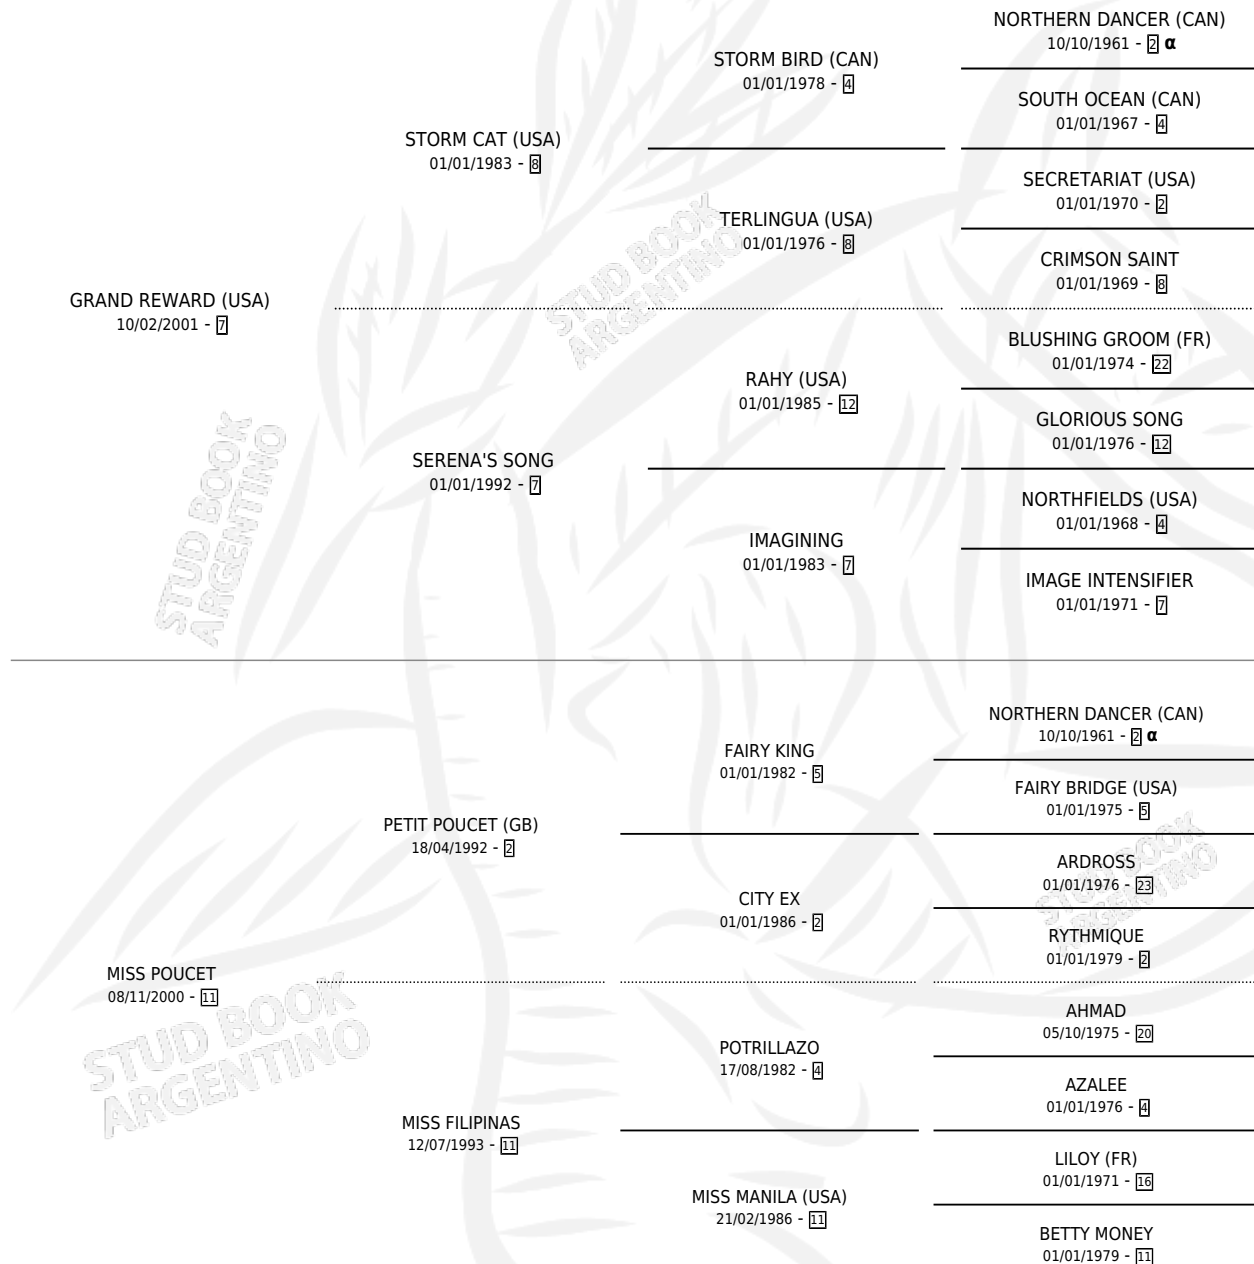 NORTHERN DANCER (CAN)
10/10/1961 - 2 α
STORM BIRD (CAN)
01/01/1978 - 4
SOUTH OCEAN (CAN)
01/01/1967 - 4
STORM CAT (USA)
01/01/1983 - 8
SECRETARIAT (USA)
01/01/1970 - 2
TERLINGUA (USA)
01/01/1976 - 8
CRIMSON SAINT
01/01/1969 - 8
GRAND REWARD (USA)
10/02/2001 - 7
BLUSHING GROOM (FR)
01/01/1974 - 22
RAHY (USA)
01/01/1985 - 12
GLORIOUS SONG
01/01/1976 - 12
SERENA'S SONG
01/01/1992 - 7
NORTHFIELDS (USA)
01/01/1968 - 4
IMAGINING
01/01/1983 - 7
IMAGE INTENSIFIER
01/01/1971 - 7
STUD BOOK
ARGENTINO
STUD BOOK
ARGENTINO
NORTHERN DANCER (CAN)
10/10/1961 - 2 α
FAIRY KING
01/01/1982 - 5
FAIRY BRIDGE (USA)
01/01/1975 - 5
PETIT POUCET (GB)
18/04/1992 - 2
ARDROSS
01/01/1976 - 23
CITY EX
01/01/1986 - 2
RYTHMIQUE
01/01/1979 - 2
MISS POUCET
08/11/2000 - 11
AHMAD
05/10/1975 - 20
POTRILLAZO
17/08/1982 - 4
AZALEE
01/01/1976 - 4
MISS FILIPINAS
12/07/1993 - 11
LILOY (FR)
01/01/1971 - 16
MISS MANILA (USA)
21/02/1986 - 11
BETTY MONEY
01/01/1979 - 11
STUD BOOK
ARGENTINO
STUD BOOK
ARGENTINO